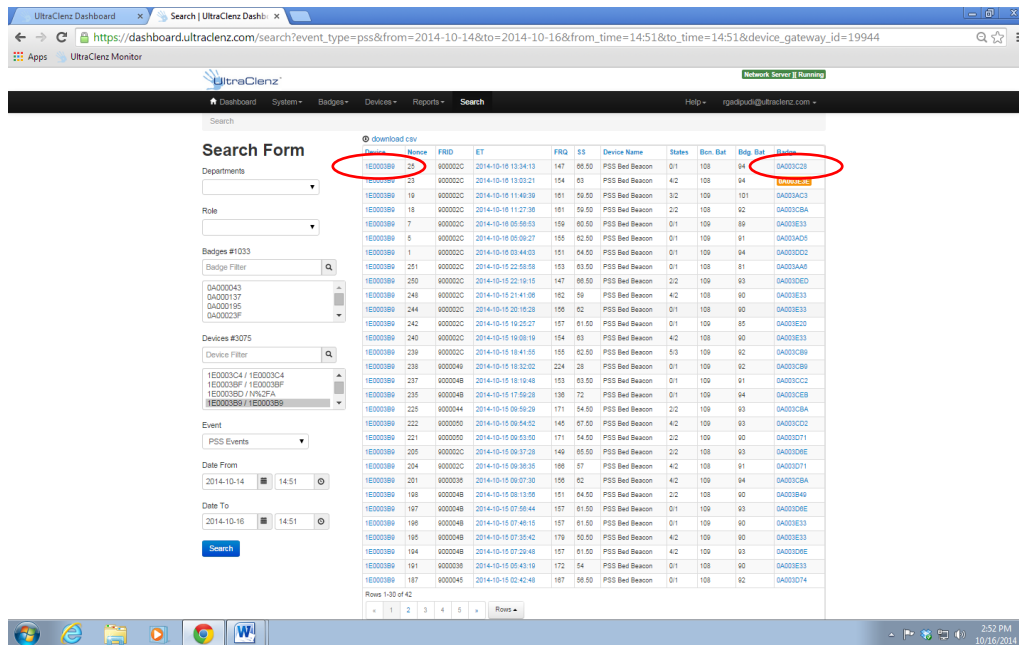 UltraClenz Dashboard × Search | UltraClenz Dashb ×
https://dashboard.ultraclenz.com/search?event_type=pss&from=2014-10-14&to=2014-10-16&from_time=14:51&to_time=14:51&device_gateway_id=19944
Apps UltraClenz Monitor
UltraClenz
Network Server || Running
Dashboard System Badges Devices Reports Search Help rgadipudi@ultraclenz.com
Search
Search Form
Departments
Role
Badges #1033
Badge Filter
0A000043
0A000137
0A000195
0A00023F
Devices #3075
Device Filter
1E0003C4 / 1E0003C4
1E0003BF / 1E0003BF
1E0003BD / N%2FA
1E0003B9 / 1E0003B9
Event
PSS Events
Date From
2014-10-14 14:51
Date To
2014-10-16 14:51
Search
download csv
Device Nonce FRID ET FRQ SS Device Name States Bcn. Bat Bdg. Bat Badge
1E0003B9 25 900002C 2014-10-16 13:34:13 147 66.50 PSS Bed Beacon 0/1 108 94 0A003C28
1E0003B9 23 900002C 2014-10-16 13:03:21 154 63 PSS Bed Beacon 4/2 108 94 0A003E3E
1E0003B9 19 900002C 2014-10-16 11:49:39 161 59.50 PSS Bed Beacon 3/2 109 101 0A003AC3
1E0003B9 18 900002C 2014-10-16 11:27:36 161 59.50 PSS Bed Beacon 2/2 108 92 0A003CBA
1E0003B9 7 900002C 2014-10-16 05:56:53 159 60.50 PSS Bed Beacon 0/1 109 89 0A003E33
1E0003B9 5 900002C 2014-10-16 05:09:27 155 62.50 PSS Bed Beacon 0/1 109 91 0A003AD5
1E0003B9 1 900002C 2014-10-16 03:44:03 151 64.50 PSS Bed Beacon 0/1 109 94 0A003DD2
1E0003B9 251 900002C 2014-10-15 22:58:58 153 63.50 PSS Bed Beacon 0/1 108 81 0A003AA6
1E0003B9 250 900002C 2014-10-15 22:19:15 147 66.50 PSS Bed Beacon 2/2 109 93 0A003DED
1E0003B9 248 900002C 2014-10-15 21:41:06 162 59 PSS Bed Beacon 4/2 108 90 0A003E33
1E0003B9 244 900002C 2014-10-15 20:16:28 156 62 PSS Bed Beacon 0/1 108 90 0A003E33
1E0003B9 242 900002C 2014-10-15 19:25:27 157 61.50 PSS Bed Beacon 0/1 109 85 0A003E20
1E0003B9 240 900002C 2014-10-15 19:08:19 154 63 PSS Bed Beacon 4/2 108 90 0A003E33
1E0003B9 239 900002C 2014-10-15 18:41:55 155 62.50 PSS Bed Beacon 5/3 109 92 0A003CB9
1E0003B9 238 9000049 2014-10-15 18:32:02 224 28 PSS Bed Beacon 0/1 108 92 0A003CB9
1E0003B9 237 900004B 2014-10-15 18:19:48 153 63.50 PSS Bed Beacon 0/1 109 91 0A003CC2
1E0003B9 235 900004B 2014-10-15 17:59:28 136 72 PSS Bed Beacon 0/1 108 94 0A003CEB
1E0003B9 225 9000044 2014-10-15 09:59:29 171 54.50 PSS Bed Beacon 2/2 109 93 0A003CBA
1E0003B9 222 9000050 2014-10-15 09:54:52 145 67.50 PSS Bed Beacon 4/2 109 93 0A003CD2
1E0003B9 221 9000050 2014-10-15 09:53:50 171 54.50 PSS Bed Beacon 2/2 109 90 0A003D71
1E0003B9 205 900002C 2014-10-15 09:37:28 149 65.50 PSS Bed Beacon 2/2 108 93 0A003D6E
1E0003B9 204 900002C 2014-10-15 09:36:35 166 57 PSS Bed Beacon 4/2 108 91 0A003D71
1E0003B9 201 9000036 2014-10-15 09:07:30 156 62 PSS Bed Beacon 4/2 109 94 0A003CBA
1E0003B9 198 900004B 2014-10-15 08:13:56 151 64.50 PSS Bed Beacon 2/2 108 90 0A003B49
1E0003B9 197 900004B 2014-10-15 07:56:44 157 61.50 PSS Bed Beacon 0/1 109 93 0A003D6E
1E0003B9 196 900004B 2014-10-15 07:46:15 157 61.50 PSS Bed Beacon 0/1 109 90 0A003E33
1E0003B9 195 900004B 2014-10-15 07:35:42 179 50.50 PSS Bed Beacon 4/2 109 90 0A003E33
1E0003B9 194 900004B 2014-10-15 07:29:48 157 61.50 PSS Bed Beacon 4/2 109 93 0A003D6E
1E0003B9 191 9000036 2014-10-15 05:43:19 172 54 PSS Bed Beacon 0/1 108 90 0A003E33
1E0003B9 187 9000045 2014-10-15 02:42:48 167 56.50 PSS Bed Beacon 0/1 108 92 0A003D74
Rows 1-30 of 42
« 1 2 3 4 5 » Rows
2:52 PM
10/16/2014